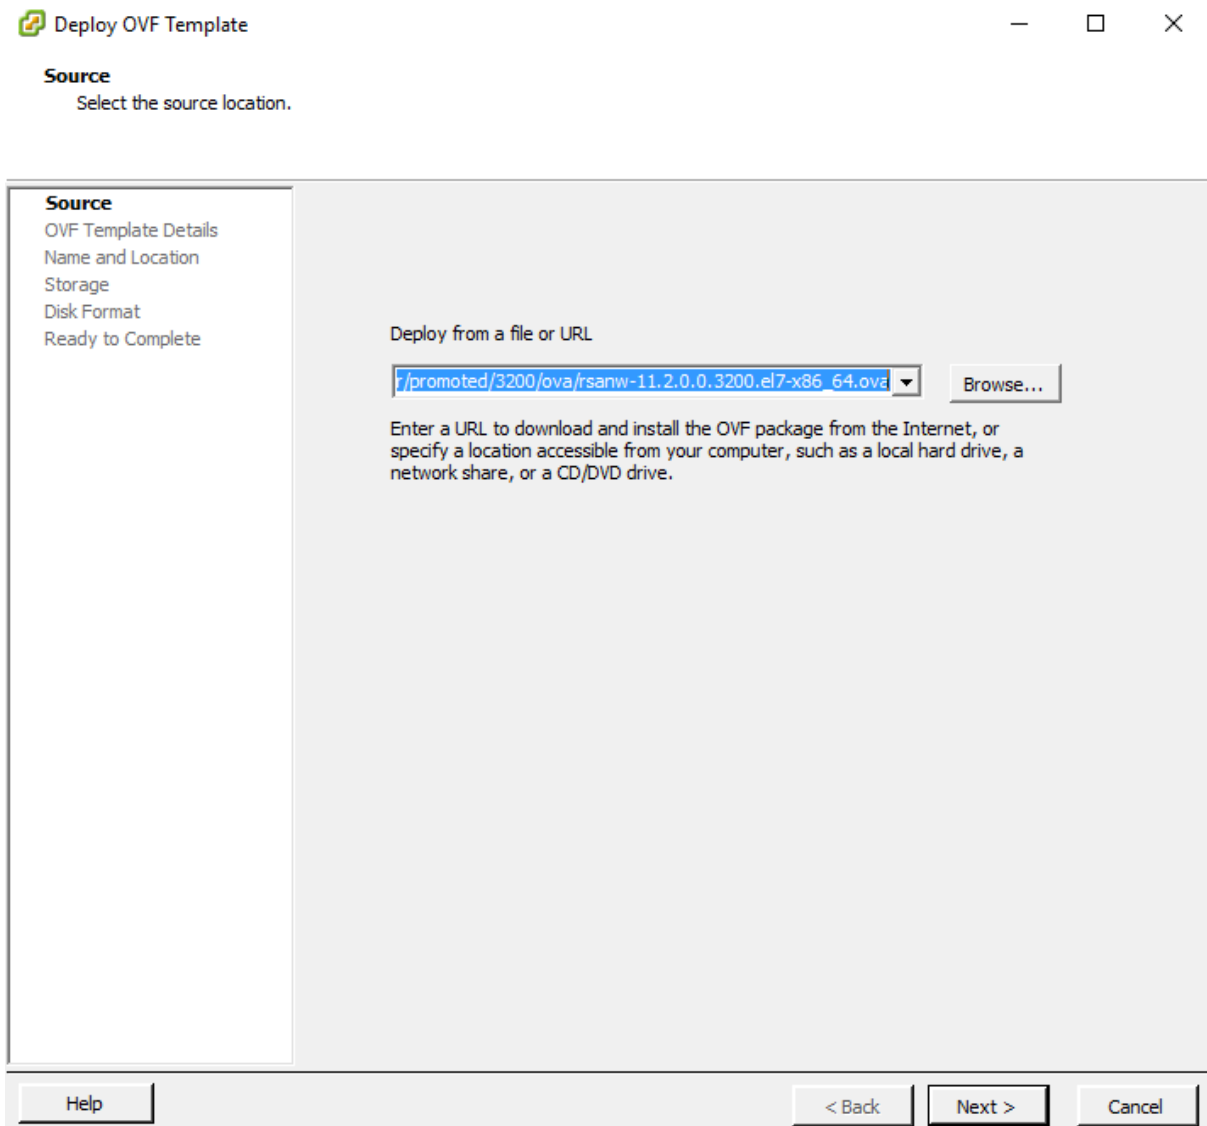 Deploy OVF Template
Source
Select the source location.
Source
OVF Template Details
Name and Location
Storage
Disk Format
Ready to Complete
Deploy from a file or URL
r/promoted/3200/ova/rsanw-11.2.0.0.3200.el7-x86_64.ova
Browse...
Enter a URL to download and install the OVF package from the Internet, or
specify a location accessible from your computer, such as a local hard drive, a
network share, or a CD/DVD drive.
Help
< Back
Next >
Cancel